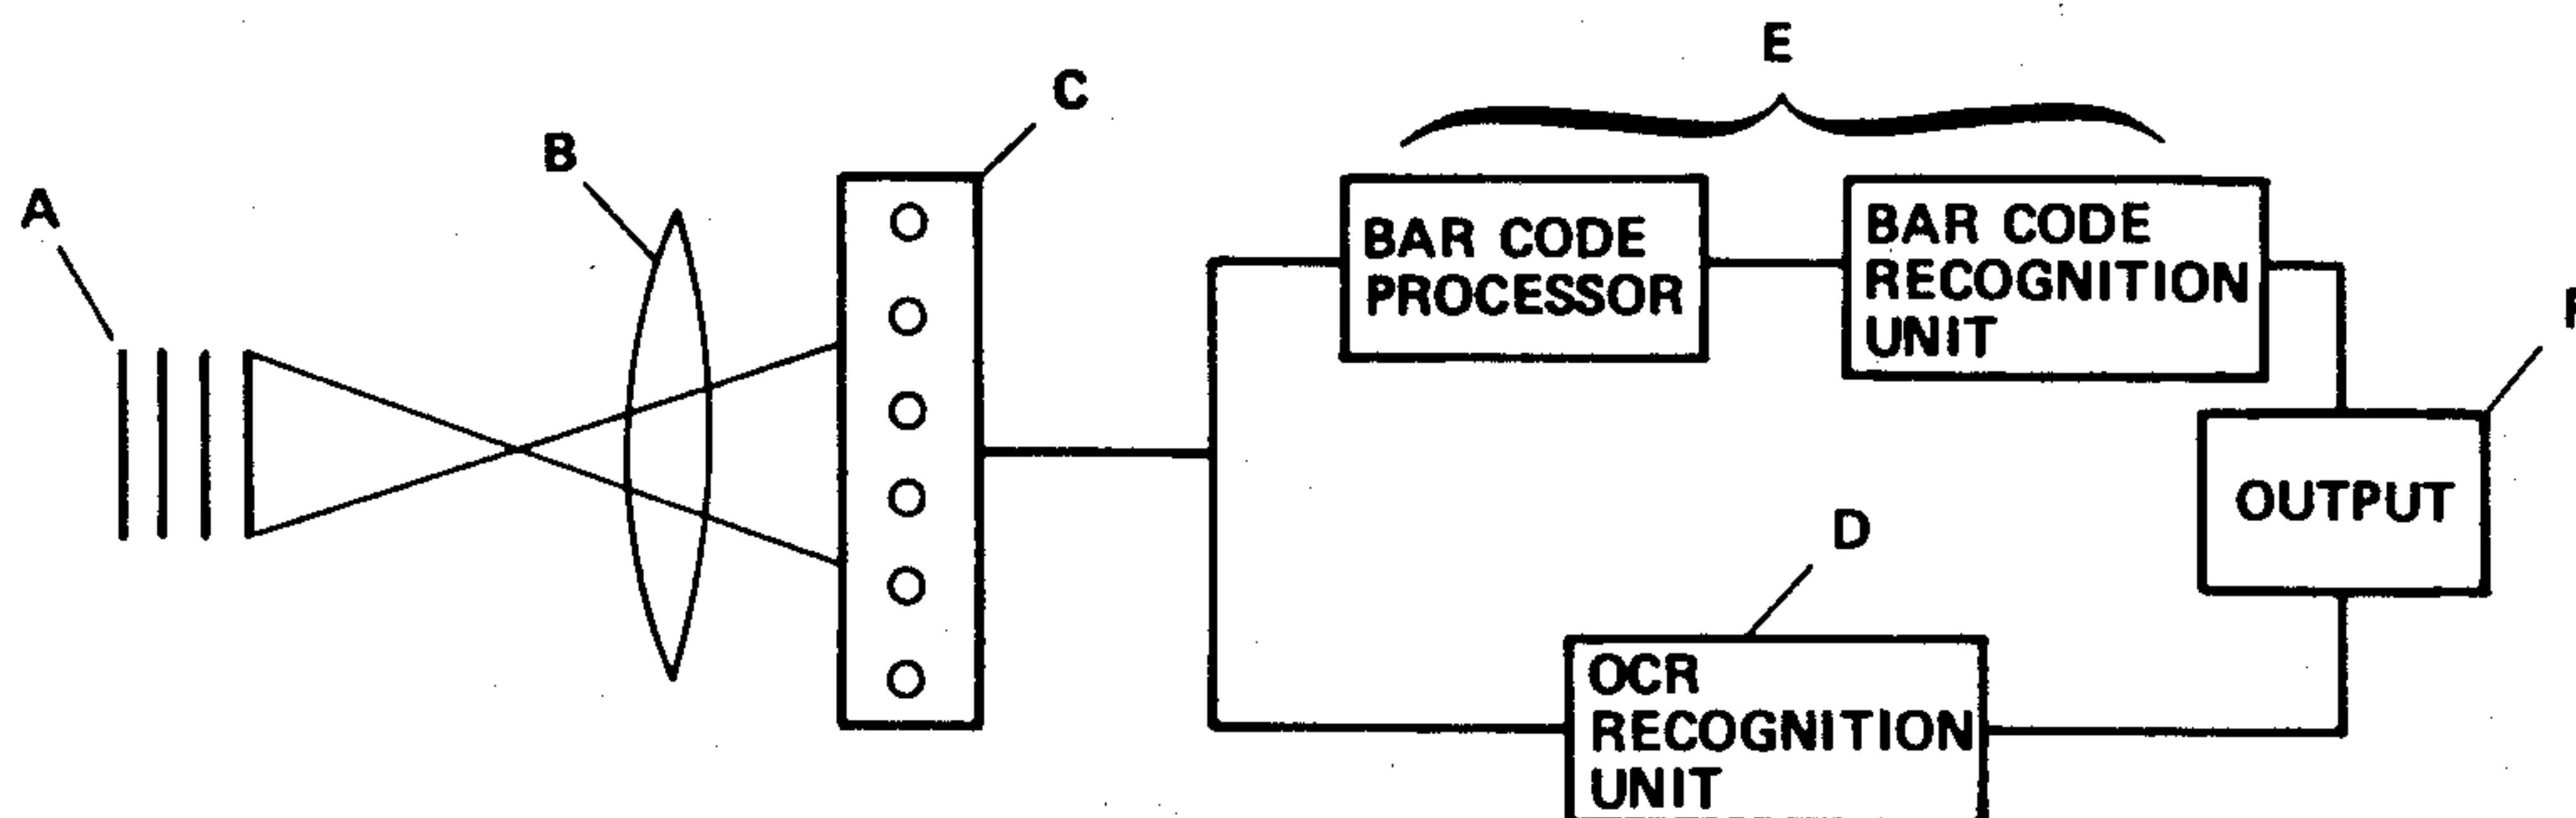 E
C
B
A
BAR CODE
PROCESSOR
BAR CODE
RECOGNITION
UNIT
OUTPUT
D
OCR
RECOGNITION
UNIT